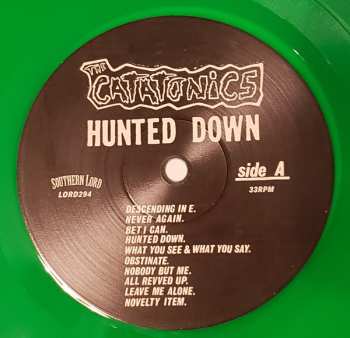 THE
CATATONICS
HUNTED DOWN
SOUTHERN LORD
LORD294
side A
33RPM
DESCENDING IN E.
NEVER AGAIN.
BET I CAN.
HUNTED DOWN.
WHAT YOU SEE & WHAT YOU SAY.
OBSTINATE.
NOBODY BUT ME.
ALL REVVED UP.
LEAVE ME ALONE.
NOVELTY ITEM.